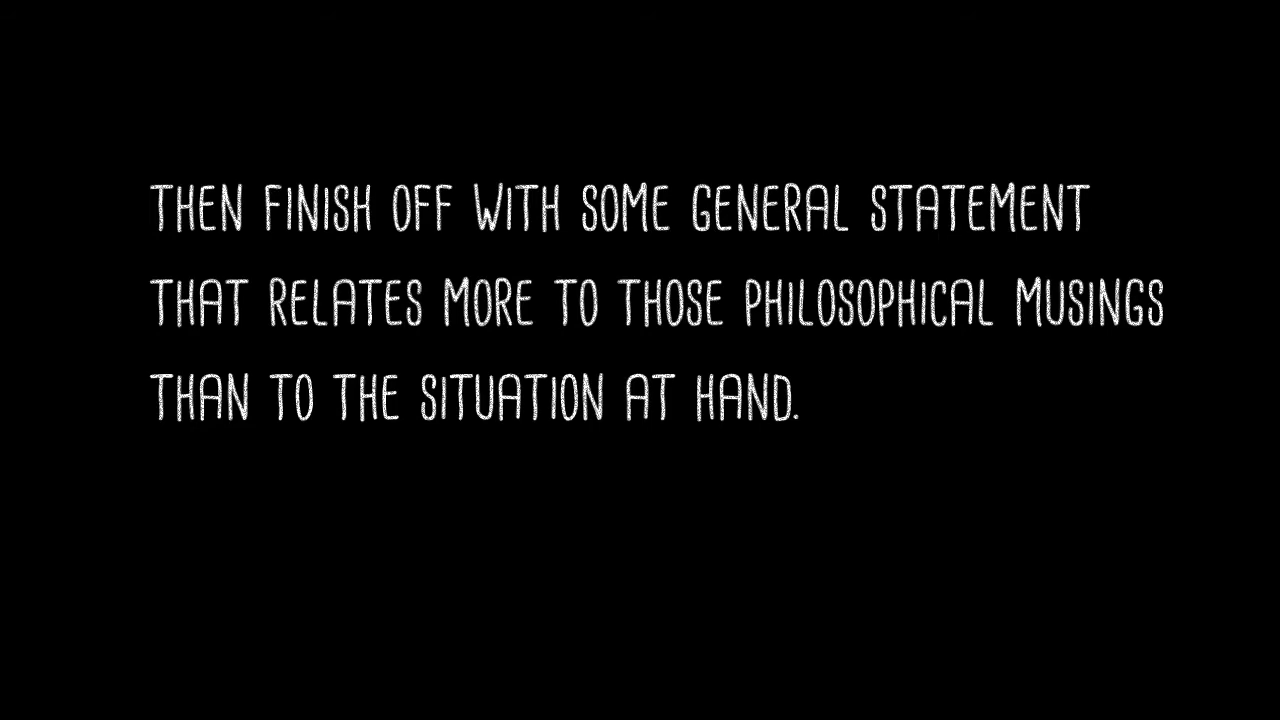 THEN FINISH OFF WITH SOME GENERAL STATEMENT
THAT RELATES MORE TO THOSE PHILOSOPHICAL MUSINGS
THAN TO THE SITUATION AT HAND.